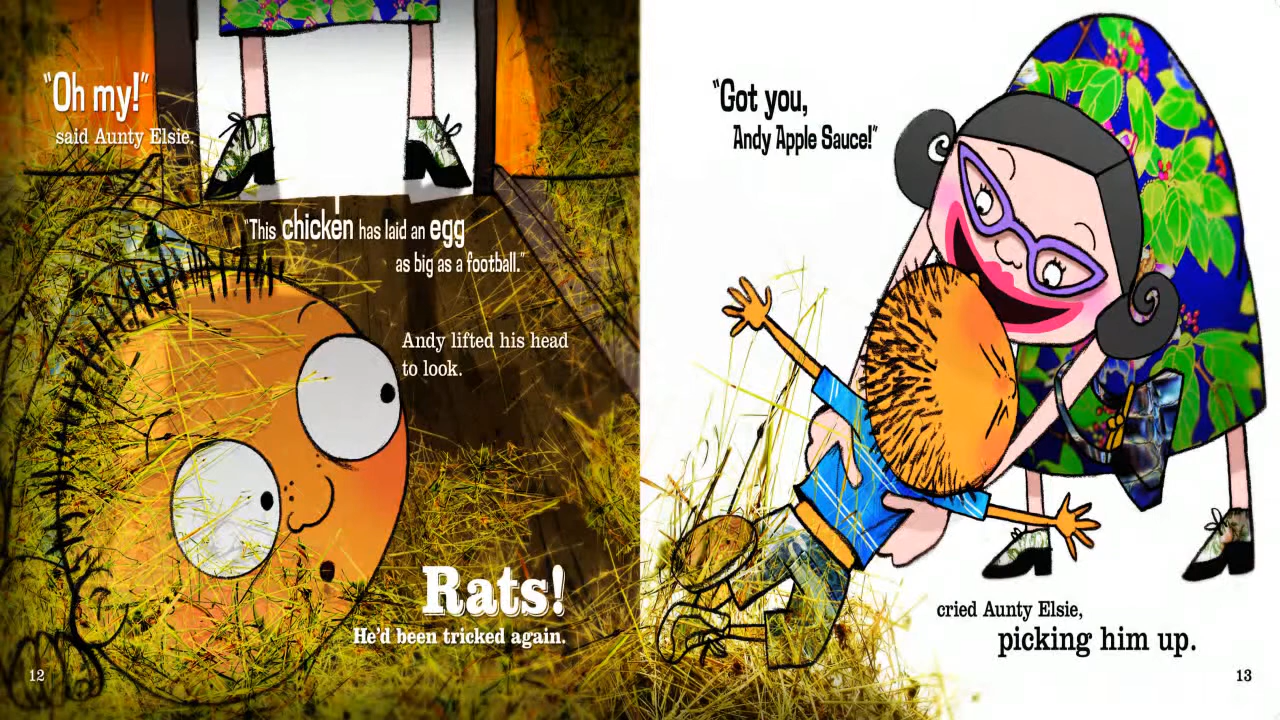 "Oh my!"
said Aunty Elsie.
"This chicken has laid an egg
as big as a football."
Andy lifted his head
to look.
Rats!
He'd been tricked again.
12
"Got you,
Andy Apple Sauce!"
cried Aunty Elsie,
picking him up.
13